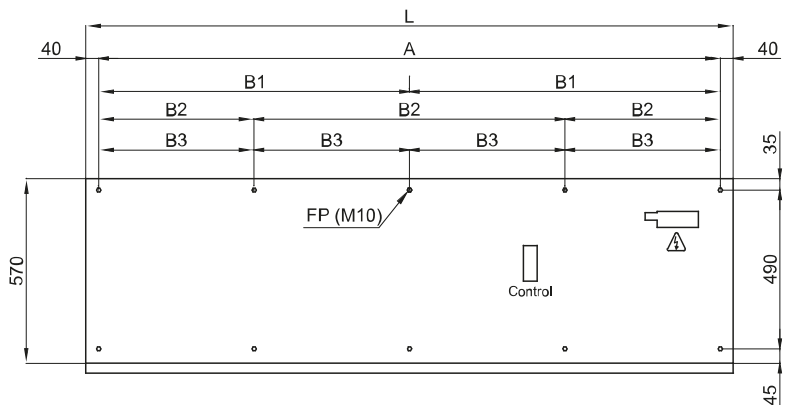 L
40 A 40
B1 B1
B2 B2 B2
B3 B3 B3 B3
35
FP (M10)
570
490
Control
45